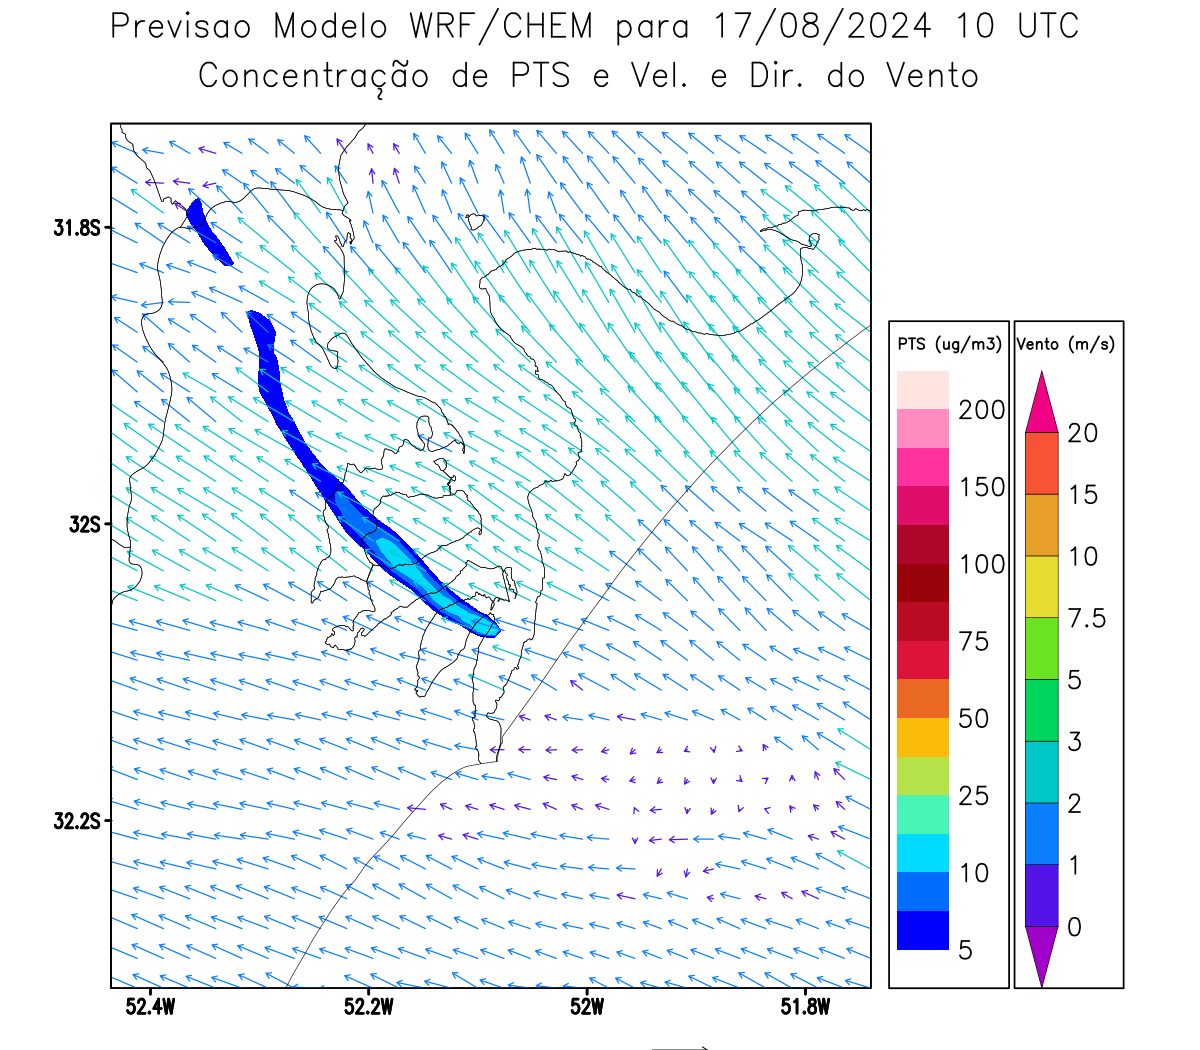 Previsao Modelo WRF/CHEM para 17/08/2024 10 UTC
Concentração de PTS e Vel. e Dir. do Vento
31.8S
32S
32.2S
52.4W 52.2W 52W 51.8W
PTS (ug/m3)
200
150
100
75
50
25
10
5
Vento (m/s)
20
15
10
7.5
5
3
2
1
0